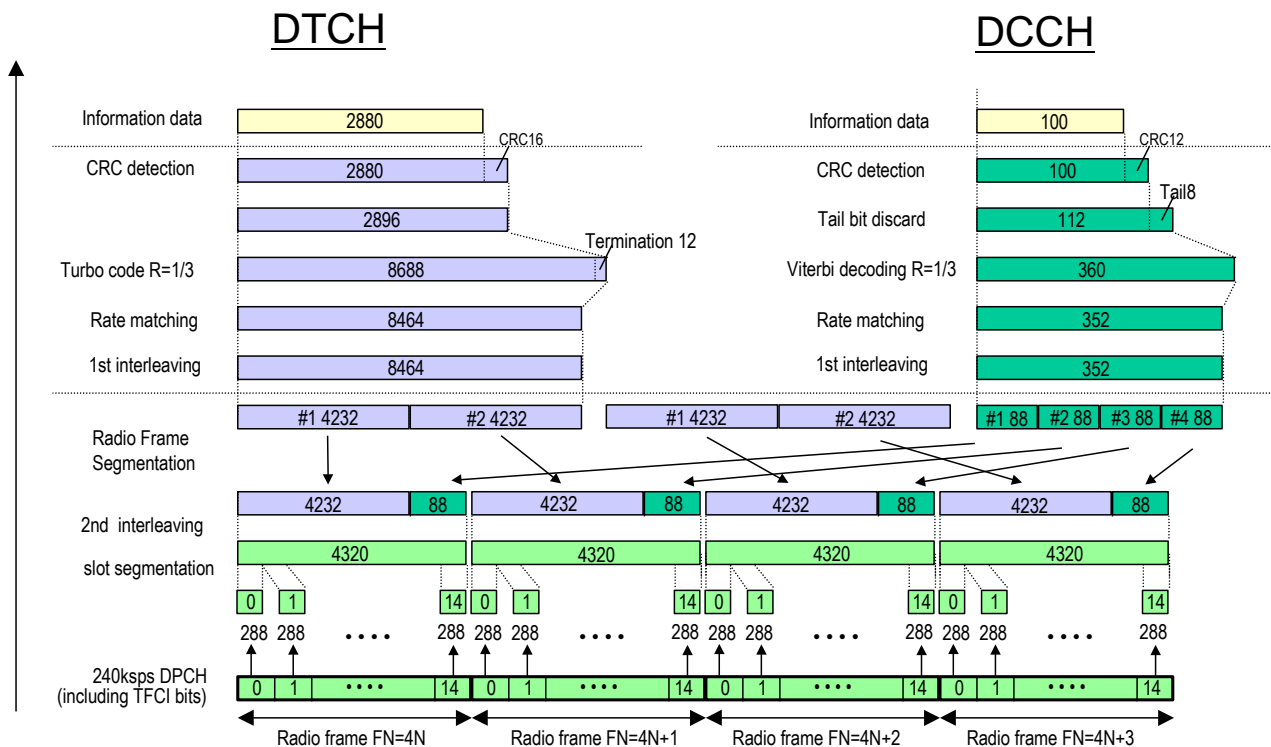 DTCH DCCH
Information data 2880 Information data 100
CRC16 CRC12
CRC detection 2880 CRC detection 100
Tail8
2896 Tail bit discard 112
Termination 12
Turbo code R=1/3 8688 Viterbi decoding R=1/3 360
Rate matching 8464 Rate matching 352
1st interleaving 8464 1st interleaving 352
#1 4232 #2 4232 #1 4232 #2 4232 #1 88 #2 88 #3 88 #4 88
Radio Frame
Segmentation
4232 88 4232 88 4232 88 4232 88
2nd interleaving
4320 4320 4320 4320
slot segmentation
0 1 14 0 1 14 0 1 14 0 1 14
288 288 •••• 288 288 288 •••• 288 288 288 •••• 288 288 288 •••• 288
240ksps DPCH
(including TFCI bits)
0 1 •••• 14 0 1 •••• 14 0 1 •••• 14 0 1 •••• 14
Radio frame FN=4N Radio frame FN=4N+1 Radio frame FN=4N+2 Radio frame FN=4N+3